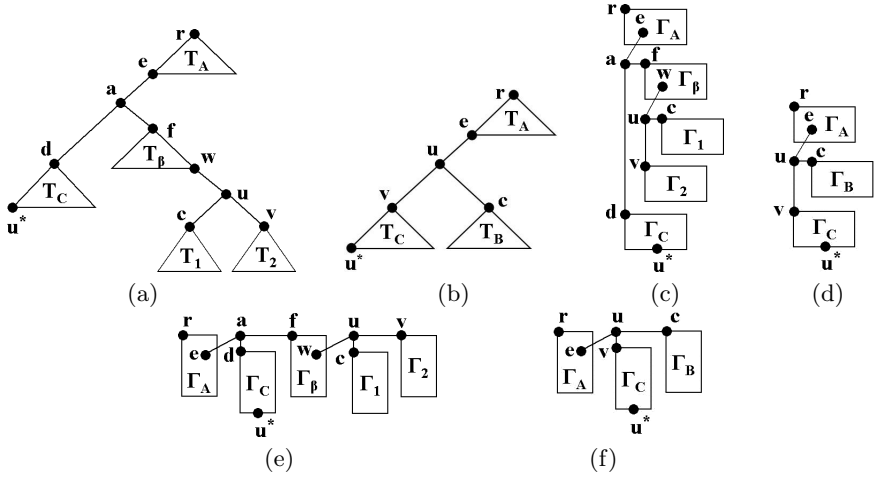 r
T_A
e
a
f
T_β
w
d
T_C
u*
u
c
v
T_1
T_2
(a)
r
T_A
e
u
v
c
T_C
T_B
u*
(b)
r
e
Γ_A
a
f
w
Γ_β
u
c
Γ_1
v
Γ_2
d
Γ_C
u*
(c)
r
e
Γ_A
u
c
Γ_B
v
Γ_C
u*
(d)
r
a
f
u
v
e
d
w
c
Γ_A
Γ_C
Γ_β
Γ_1
Γ_2
u*
(e)
r
u
c
e
v
Γ_A
Γ_C
Γ_B
u*
(f)